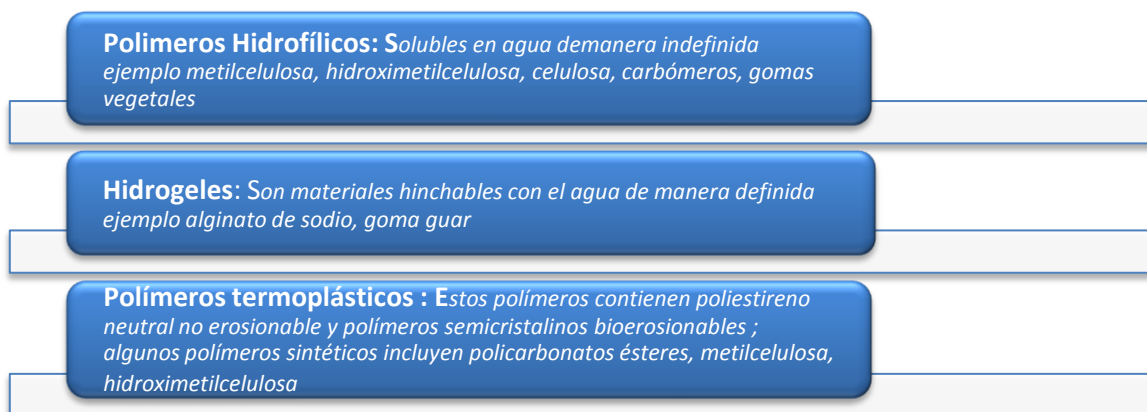 Polimeros Hidrofílicos: Solubles en agua demanera indefinida
ejemplo metilcelulosa, hidroximetilcelulosa, celulosa, carbómeros, gomas
vegetales
Hidrogeles: Son materiales hinchables con el agua de manera definida
ejemplo alginato de sodio, goma guar
Polímeros termoplásticos : Estos polímeros contienen poliestireno
neutral no erosionable y polímeros semicristalinos bioerosionables ;
algunos polímeros sintéticos incluyen policarbonatos ésteres, metilcelulosa,
hidroximetilcelulosa